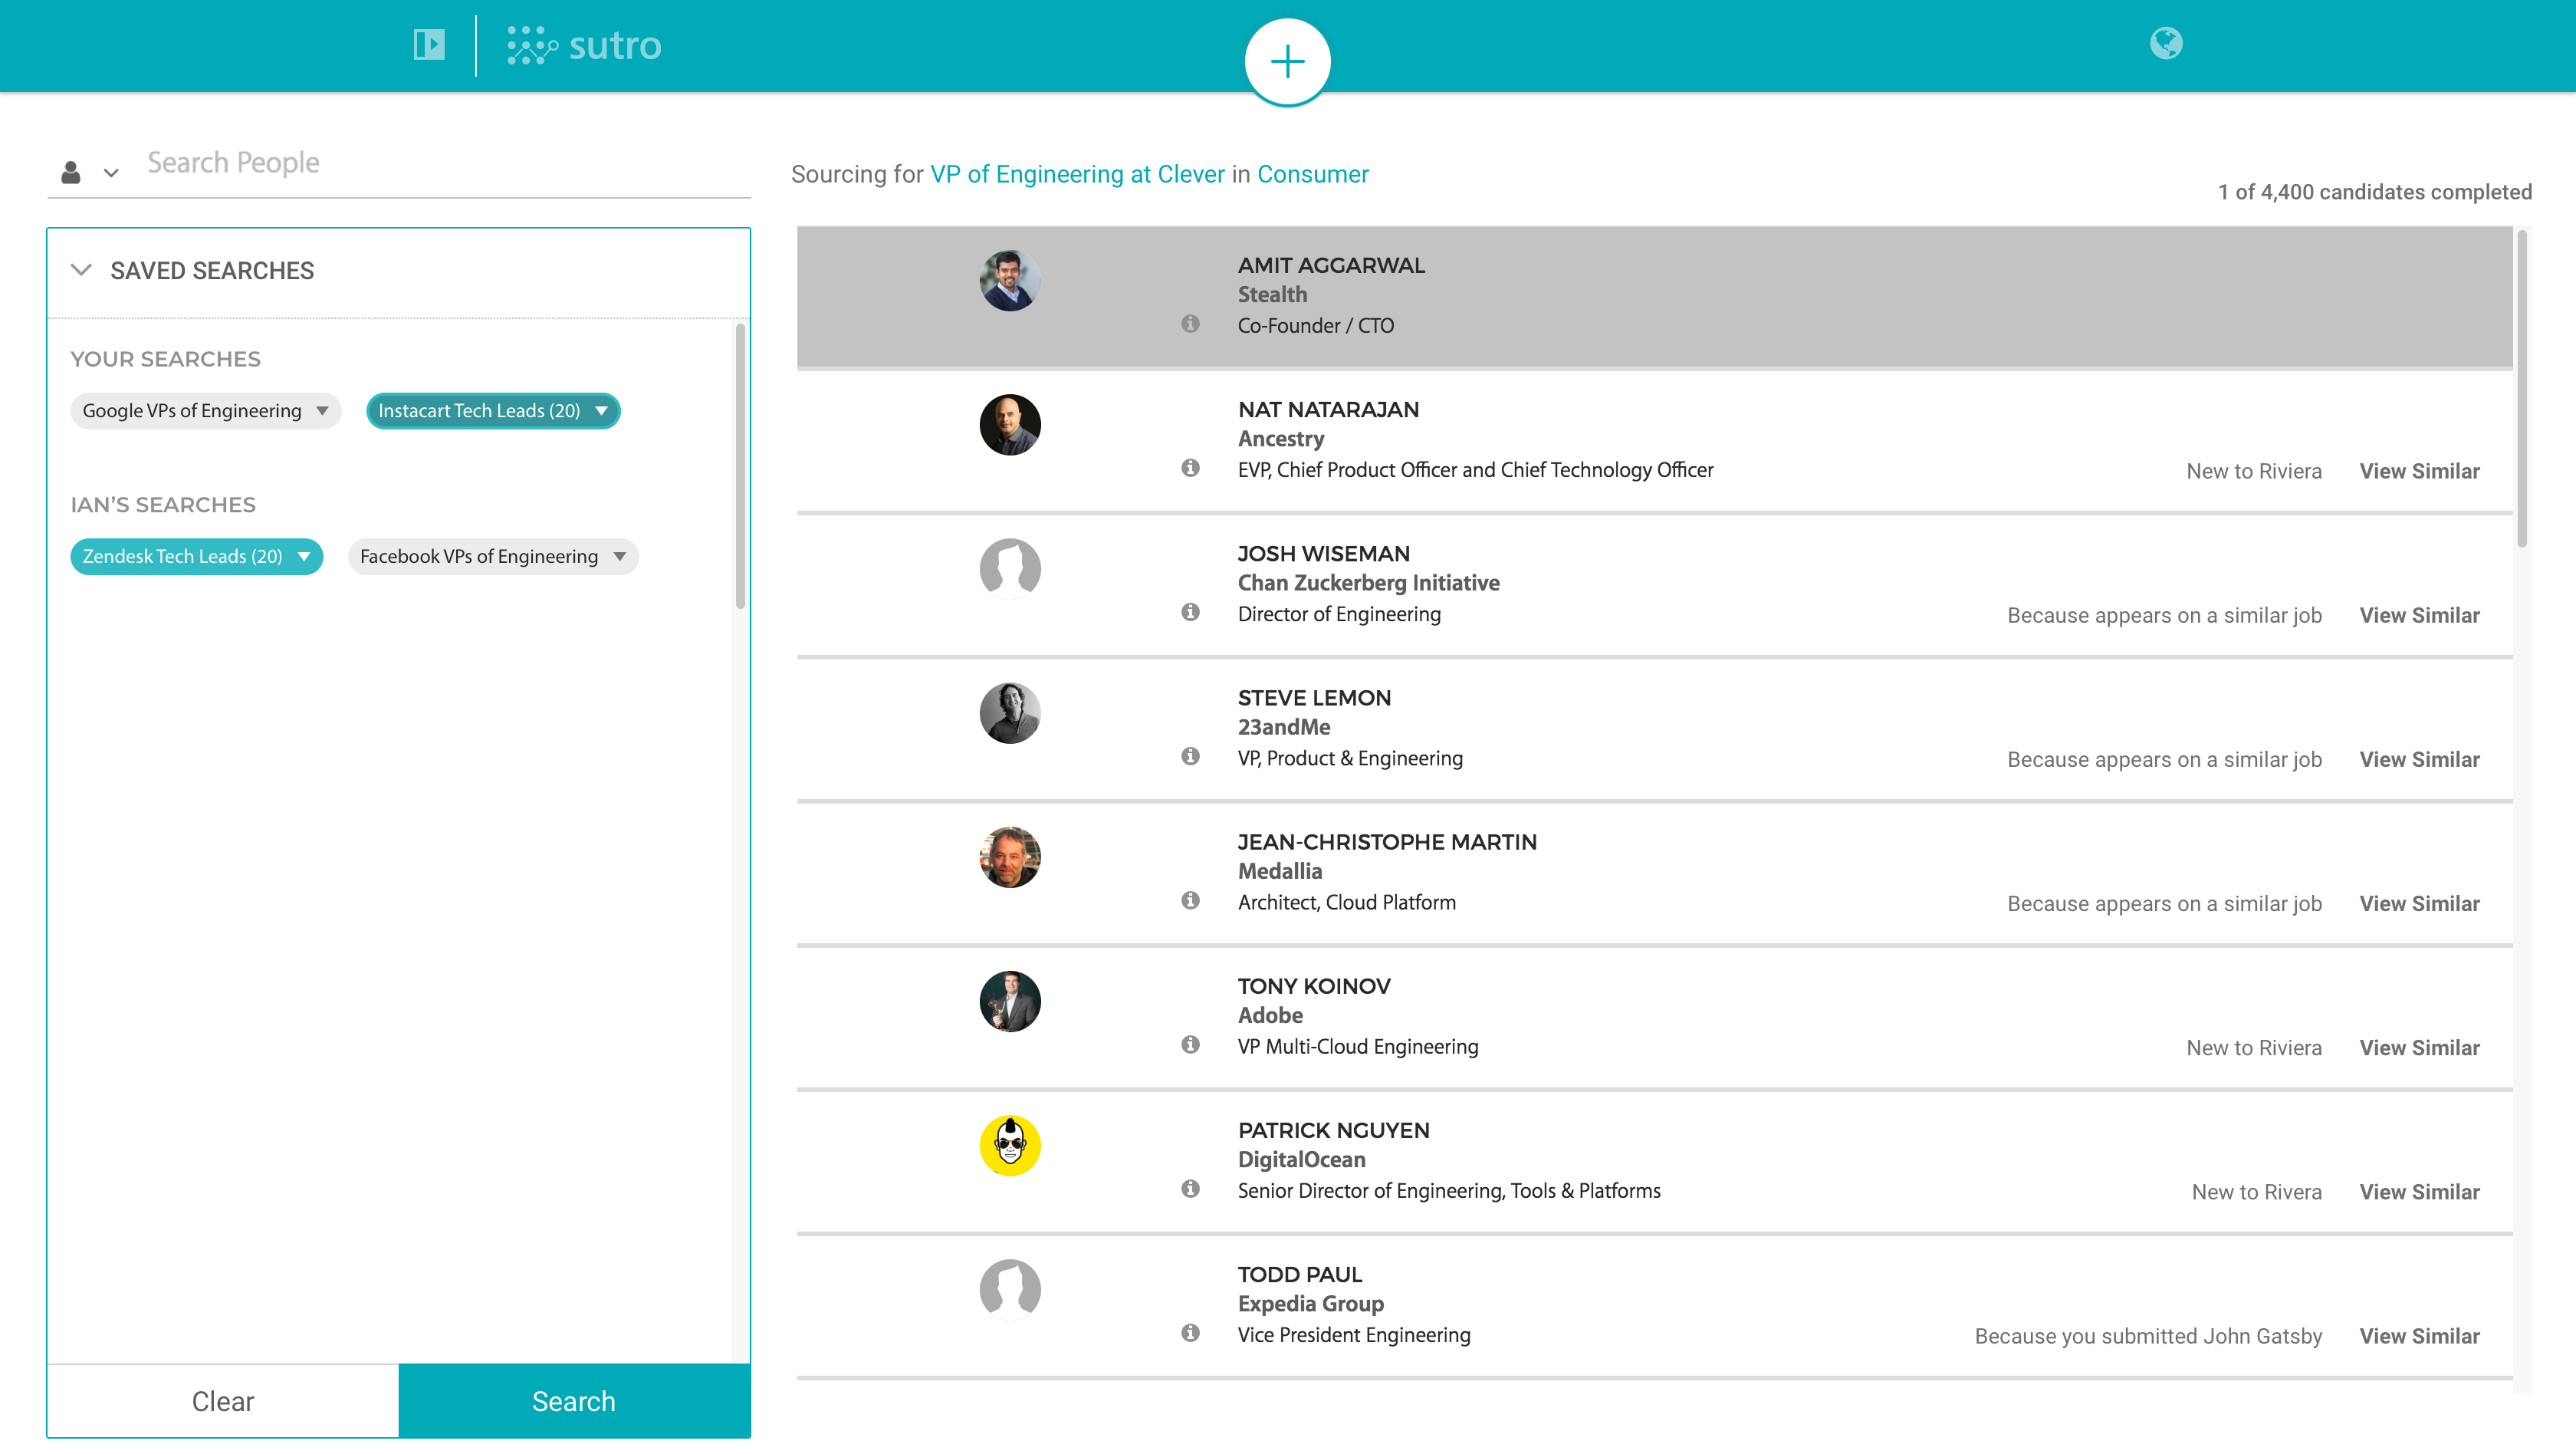 sutro
Search People
Sourcing for VP of Engineering at Clever in Consumer
1 of 4,400 candidates completed
SAVED SEARCHES
YOUR SEARCHES
Google VPs of Engineering
Instacart Tech Leads (20)
IAN’S SEARCHES
Zendesk Tech Leads (20)
Facebook VPs of Engineering
Clear
Search
AMIT AGGARWAL
Stealth
Co-Founder / CTO
NAT NATARAJAN
Ancestry
EVP, Chief Product Officer and Chief Technology Officer
New to Riviera
View Similar
JOSH WISEMAN
Chan Zuckerberg Initiative
Director of Engineering
Because appears on a similar job
View Similar
STEVE LEMON
23andMe
VP, Product & Engineering
Because appears on a similar job
View Similar
JEAN-CHRISTOPHE MARTIN
Medallia
Architect, Cloud Platform
Because appears on a similar job
View Similar
TONY KOINOV
Adobe
VP Multi-Cloud Engineering
New to Riviera
View Similar
PATRICK NGUYEN
DigitalOcean
Senior Director of Engineering, Tools & Platforms
New to Rivera
View Similar
TODD PAUL
Expedia Group
Vice President Engineering
Because you submitted John Gatsby
View Similar